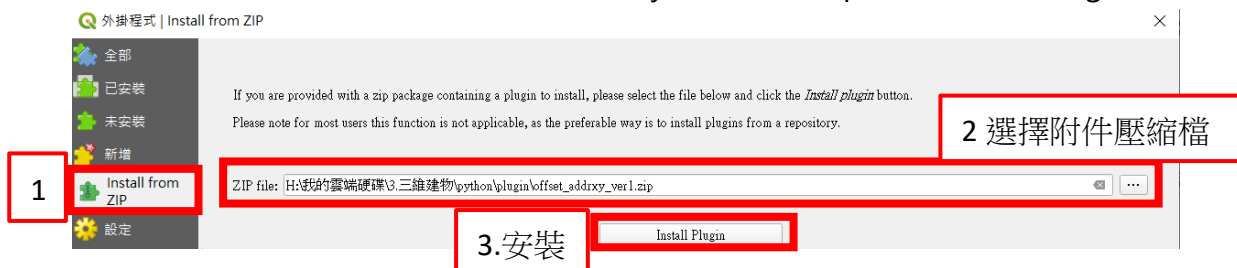 外掛程式 | Install from ZIP
全部
已安裝
未安裝
新增
Install from
ZIP
設定
If you are provided with a zip package containing a plugin to install, please select the file below and click the Install plugin button.
Please note for most users this function is not applicable, as the preferable way is to install plugins from a repository.
1
2 選擇附件壓縮檔
ZIP file: H:\我的雲端硬碟\3.三維建物\python\plugin\offset_addrxy_ver1.zip
...
3.安裝
Install Plugin